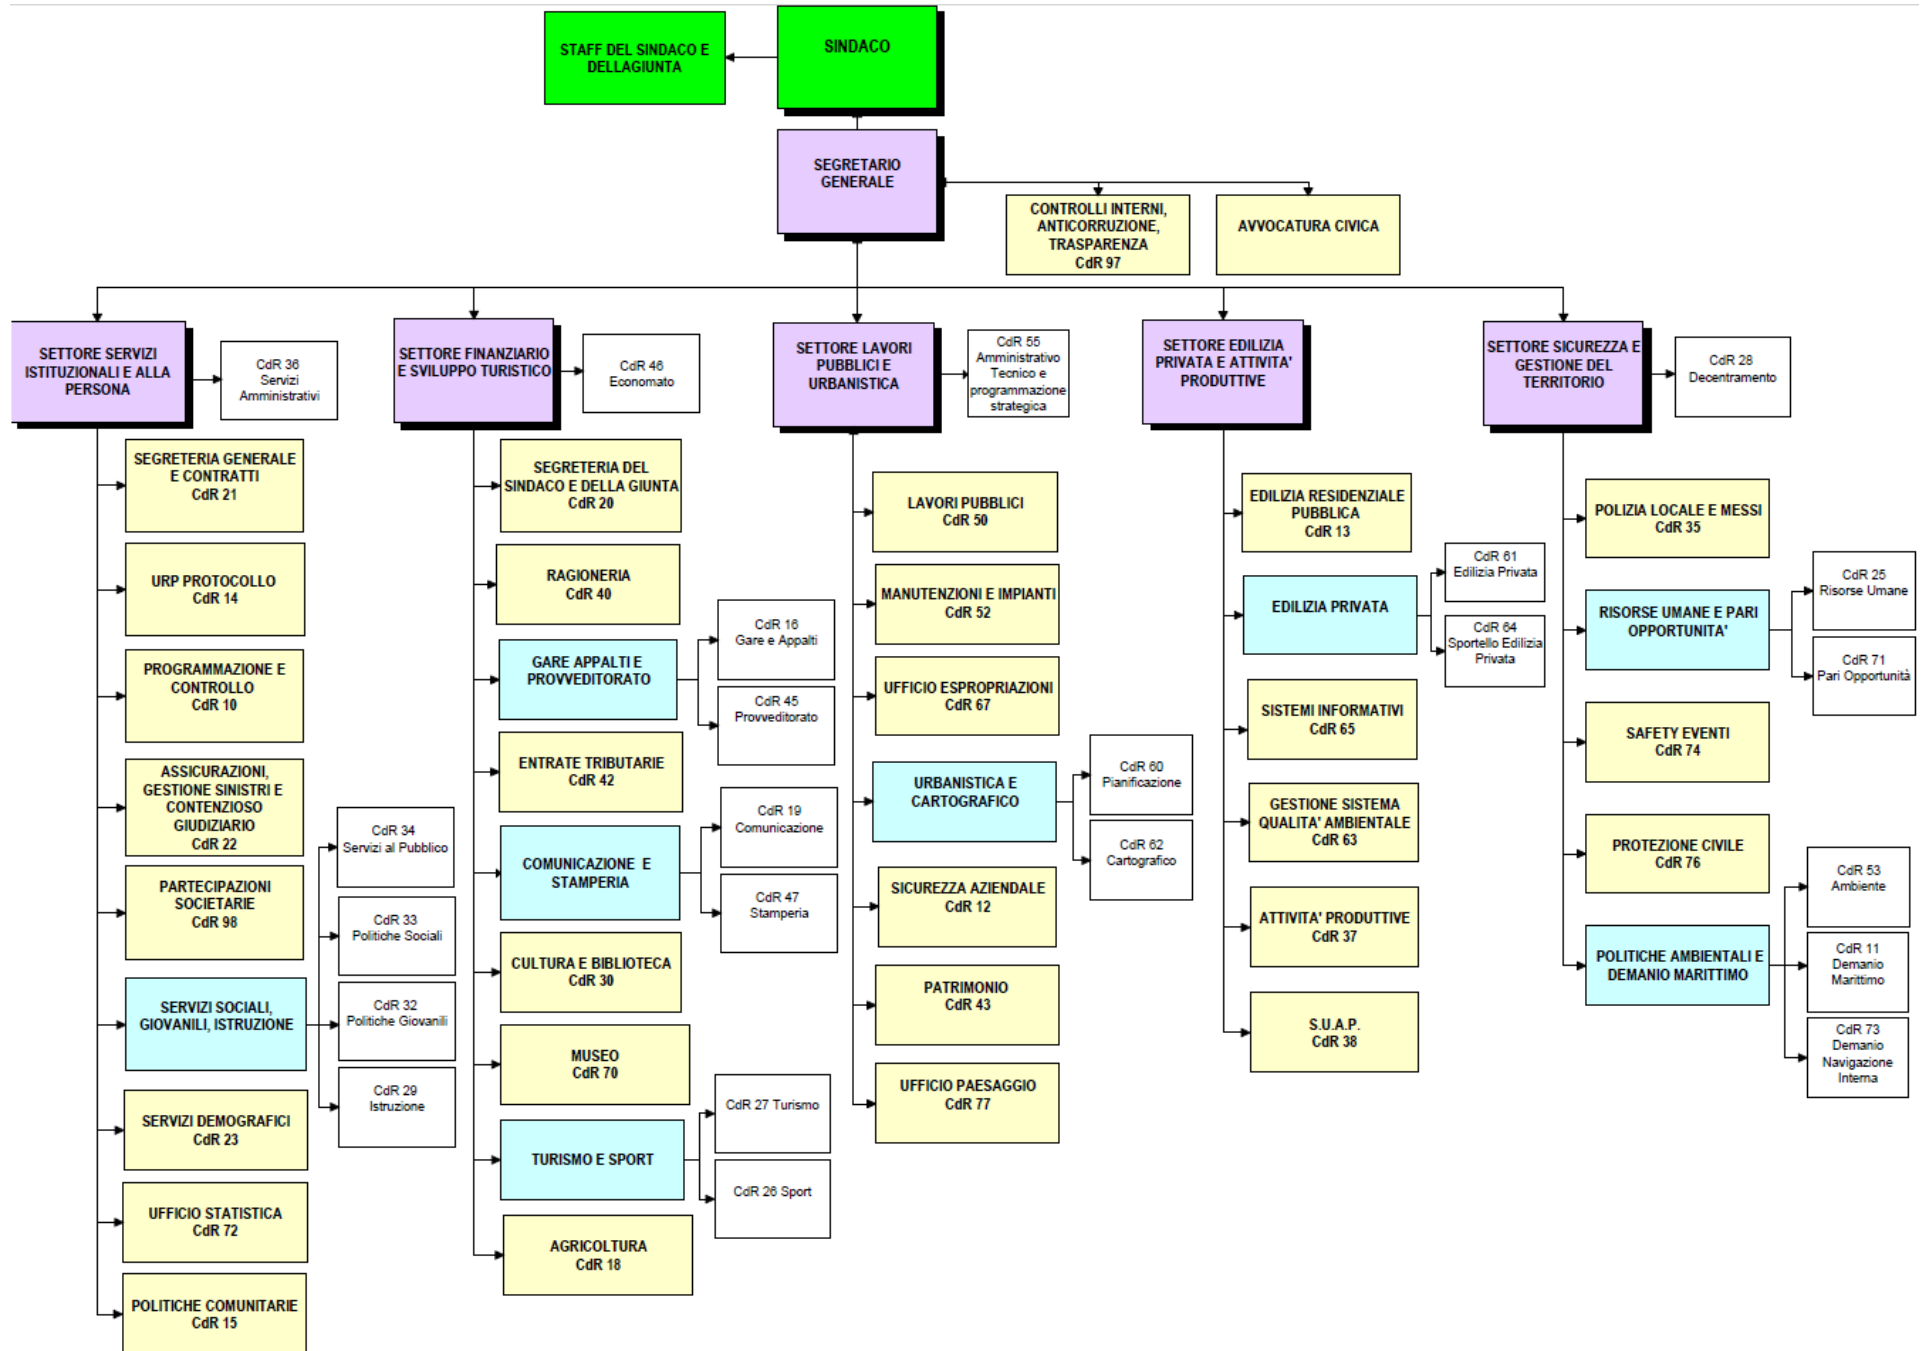 STAFF DEL SINDACO E
DELLAGIUNTA
SINDACO
SEGRETARIO
GENERALE
CONTROLLI INTERNI,
ANTICORRUZIONE,
TRASPARENZA
CdR 97
AVVOCATURA CIVICA
SETTORE SERVIZI
ISTITUZIONALI E ALLA
PERSONA
CdR 36
Servizi
Amministrativi
SEGRETERIA GENERALE
E CONTRATTI
CdR 21
URP PROTOCOLLO
CdR 14
PROGRAMMAZIONE E
CONTROLLO
CdR 10
ASSICURAZIONI,
GESTIONE SINISTRI E
CONTENZIOSO
GIUDIZIARIO
CdR 22
PARTECIPAZIONI
SOCIETARIE
CdR 98
SERVIZI SOCIALI,
GIOVANILI, ISTRUZIONE
CdR 34
Servizi al Pubblico
CdR 33
Politiche Sociali
CdR 32
Politiche Giovanili
CdR 29
Istruzione
SERVIZI DEMOGRAFICI
CdR 23
UFFICIO STATISTICA
CdR 72
POLITICHE COMUNITARIE
CdR 15
SETTORE FINANZIARIO
E SVILUPPO TURISTICO
CdR 46
Economato
SEGRETERIA DEL
SINDACO E DELLA GIUNTA
CdR 20
RAGIONERIA
CdR 40
GARE APPALTI E
PROVVEDITORATO
CdR 16
Gare e Appalti
CdR 45
Provveditorato
ENTRATE TRIBUTARIE
CdR 42
COMUNICAZIONE E
STAMPERIA
CdR 19
Comunicazione
CdR 47
Stamperia
CULTURA E BIBLIOTECA
CdR 30
MUSEO
CdR 70
TURISMO E SPORT
CdR 27 Turismo
CdR 26 Sport
AGRICOLTURA
CdR 18
SETTORE LAVORI
PUBBLICI E
URBANISTICA
CdR 55
Amministrativo
Tecnico e
programmazione
strategica
LAVORI PUBBLICI
CdR 50
MANUTENZIONI E IMPIANTI
CdR 52
UFFICIO ESPROPRIAZIONI
CdR 67
URBANISTICA E
CARTOGRAFICO
CdR 60
Pianificazione
CdR 62
Cartografico
SICUREZZA AZIENDALE
CdR 12
PATRIMONIO
CdR 43
UFFICIO PAESAGGIO
CdR 77
SETTORE EDILIZIA
PRIVATA E ATTIVITA'
PRODUTTIVE
EDILIZIA RESIDENZIALE
PUBBLICA
CdR 13
EDILIZIA PRIVATA
CdR 61
Edilizia Privata
CdR 64
Sportello Edilizia
Privata
SISTEMI INFORMATIVI
CdR 65
GESTIONE SISTEMA
QUALITA' AMBIENTALE
CdR 63
ATTIVITA' PRODUTTIVE
CdR 37
S.U.A.P.
CdR 38
SETTORE SICUREZZA E
GESTIONE DEL
TERRITORIO
CdR 28
Decentramento
POLIZIA LOCALE E MESSI
CdR 35
RISORSE UMANE E PARI
OPPORTUNITA'
CdR 25
Risorse Umane
CdR 71
Pari Opportunità
SAFETY EVENTI
CdR 74
PROTEZIONE CIVILE
CdR 76
POLITICHE AMBIENTALI E
DEMANIO MARITTIMO
CdR 53
Ambiente
CdR 11
Demanio
Marittimo
CdR 73
Demanio
Navigazione
Interna